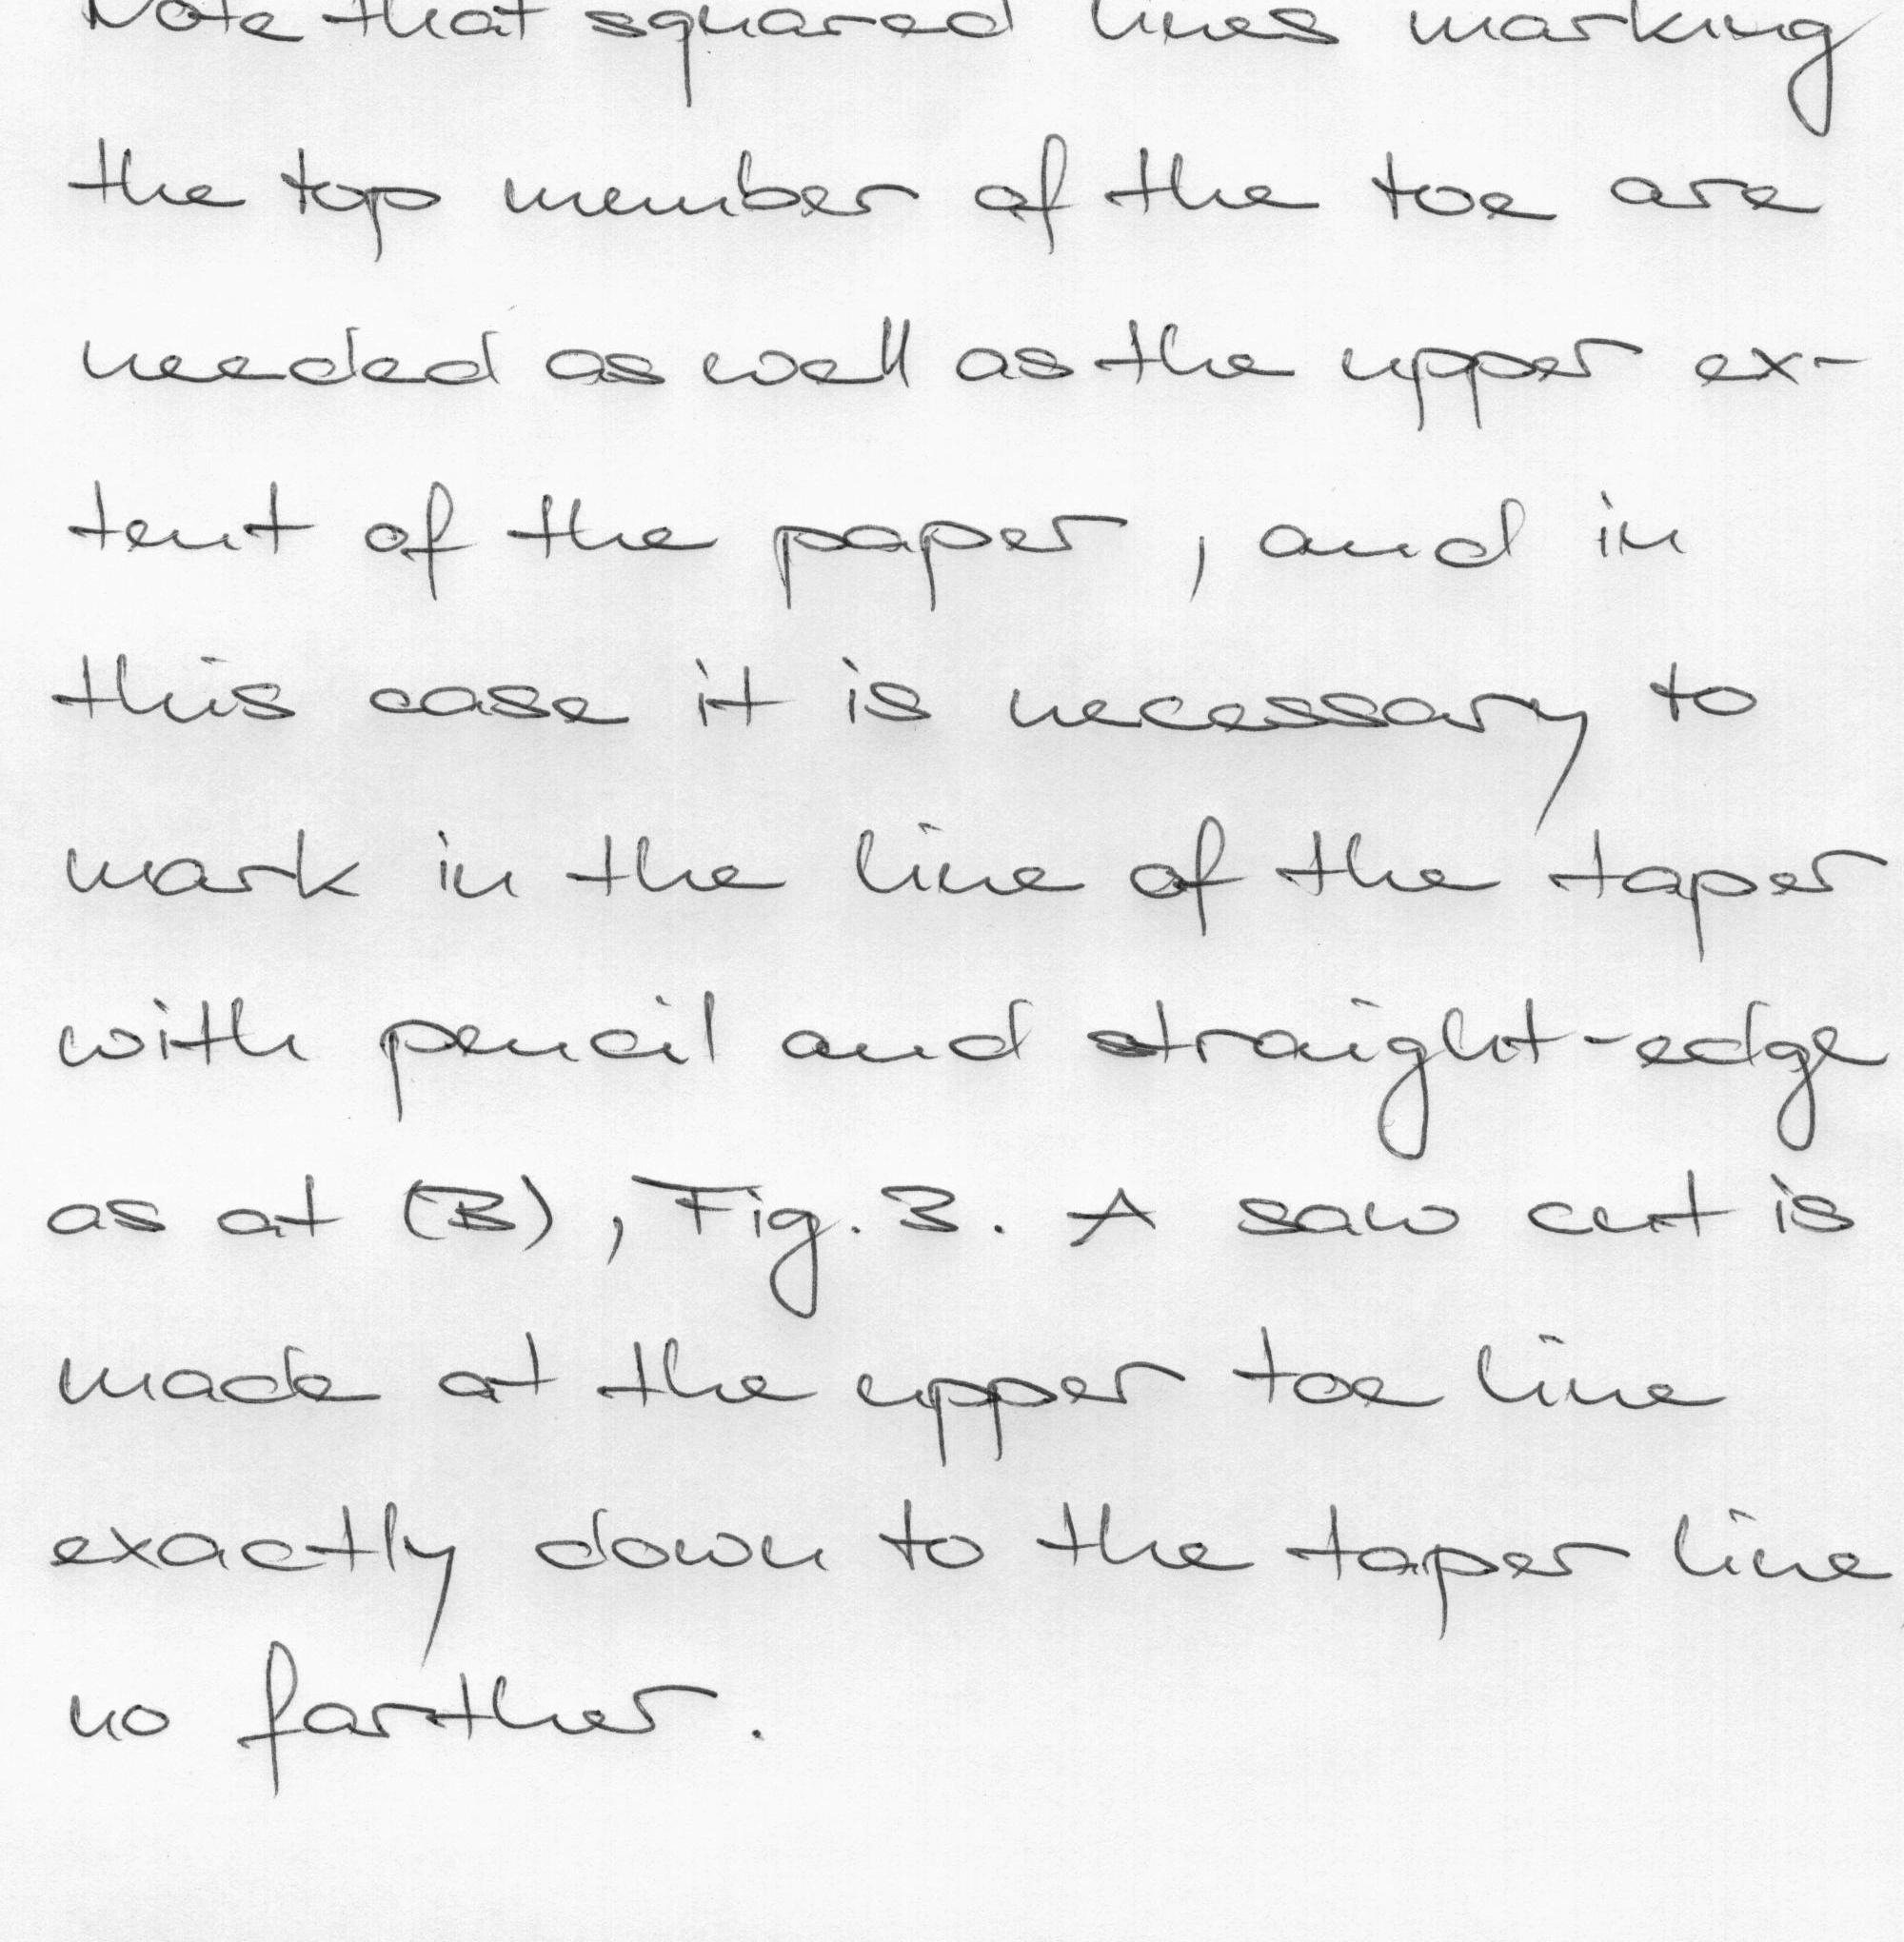 Note that squared lines marking
the top member of the toe are
needed as well as the upper ex-
tent of the paper, and in
this case it is necessary to
mark in the line of the taper
with pencil and straight-edge
as at (B), Fig. 3. A saw cut is
made at the upper toe line
exactly down to the taper line,
no farther.